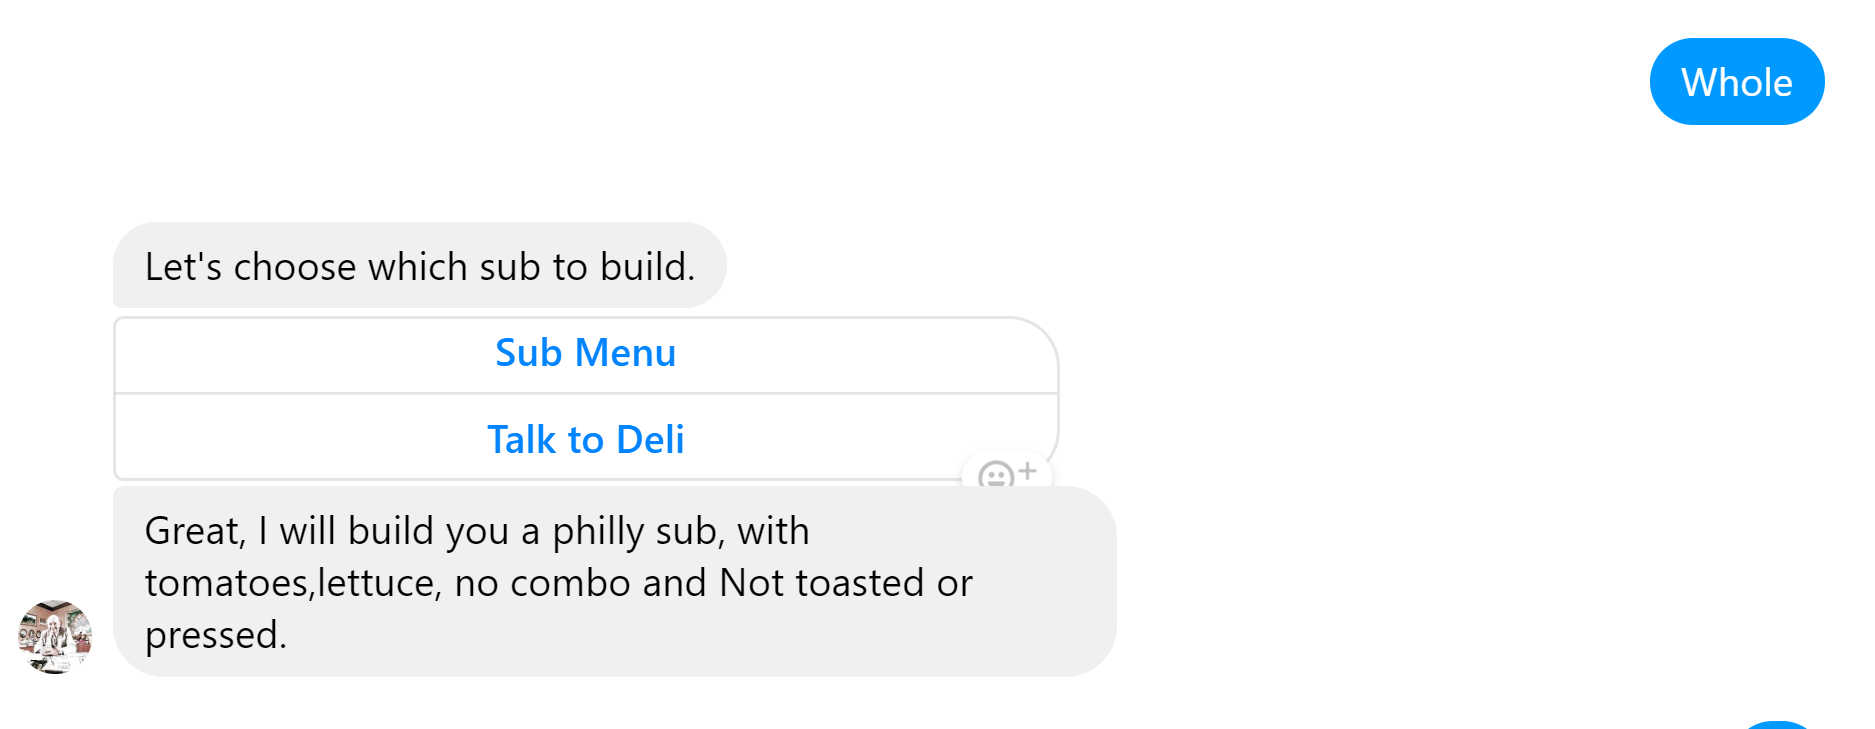 Whole
Let's choose which sub to build.
Sub Menu
Talk to Deli
Great, I will build you a philly sub, with
tomatoes,lettuce, no combo and Not toasted or
pressed.